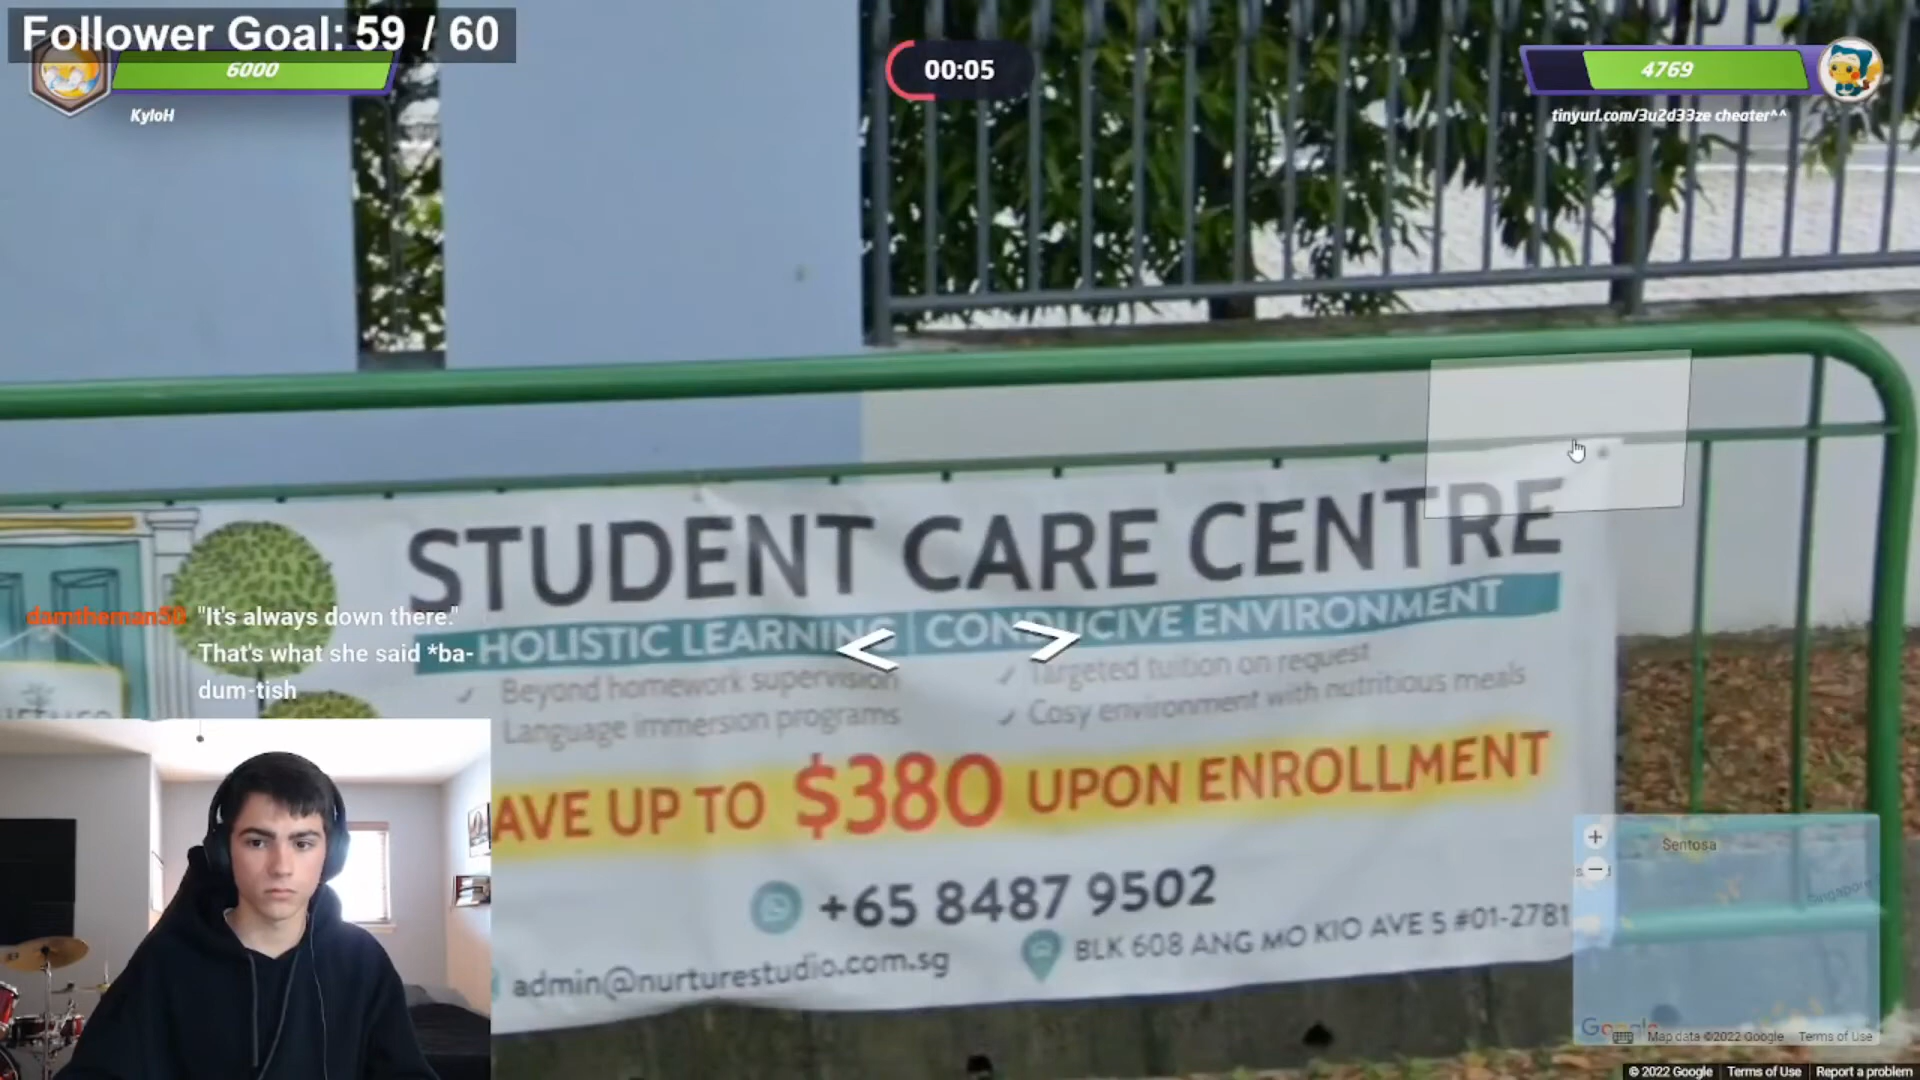 Follower Goal: 59 / 60
6000
KyloH
00:05
4769
tinyurl.com/3u2d33ze cheater^^
STUDENT CARE CENTRE
HOLISTIC LEARNING | CONDUCIVE ENVIRONMENT
✓ Beyond homework supervision
Language immersion programs
✓ Targeted tuition on request
✓ Cosy environment with nutritious meals
AVE UP TO $380 UPON ENROLLMENT
+65 8487 9502
admin@nurturestudio.com.sg
BLK 608 ANG MO KIO AVE 5 #01-2781
damtheman50 "It's always down there."
That's what she said *ba-
dum-tish
< >
+
−
Sentosa
Singapore
Google
Map data ©2022 Google
Terms of Use
© 2022 Google
Terms of Use
Report a problem